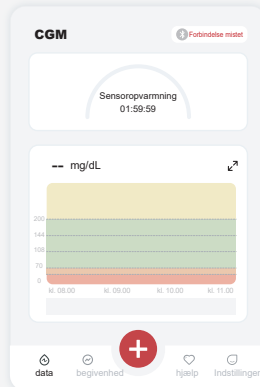 CGM
Forbindelse mistet
Sensoropvarmning
01:59:59
-- mg/dL
200
144
108
70
0
kl. 08.00 kl. 09.00 kl. 10.00 kl. 11.00
data begivenhed hjælp Indstillinger